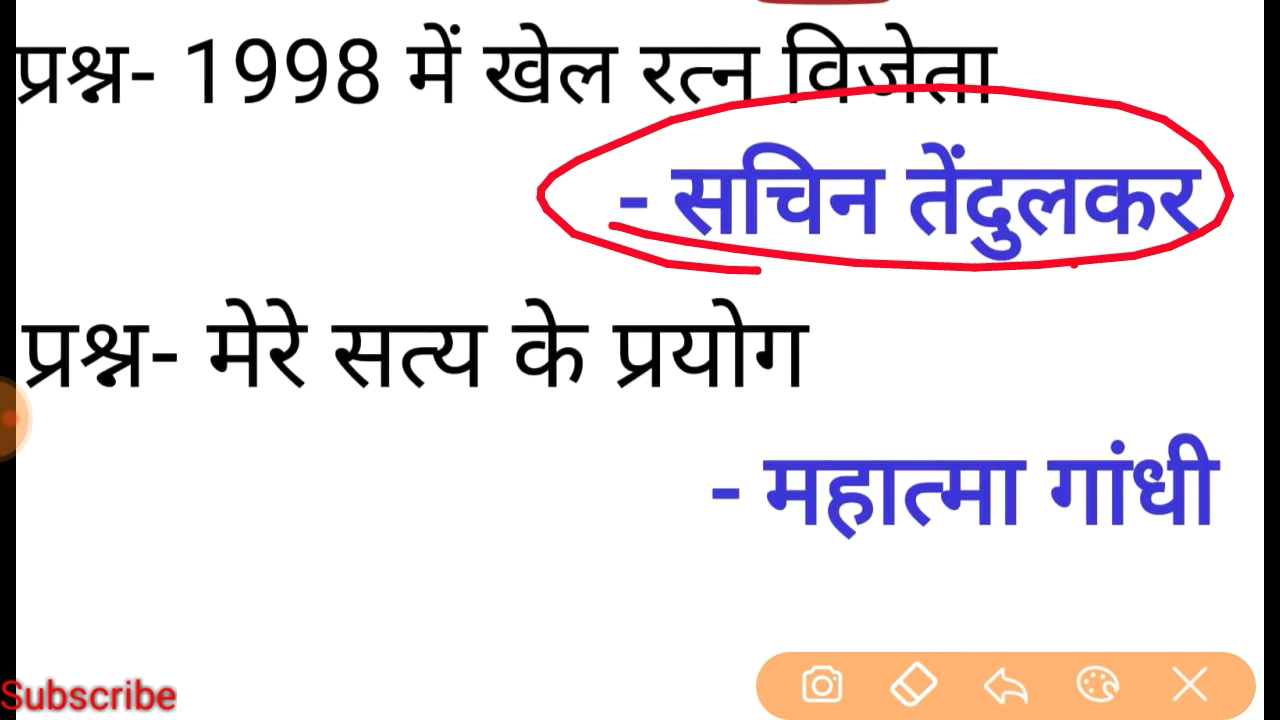 प्रश्न- 1998 में खेल रत्न विजेता
- सचिन तेंदुलकर
प्रश्न- मेरे सत्य के प्रयोग
- महात्मा गांधी
Subscribe